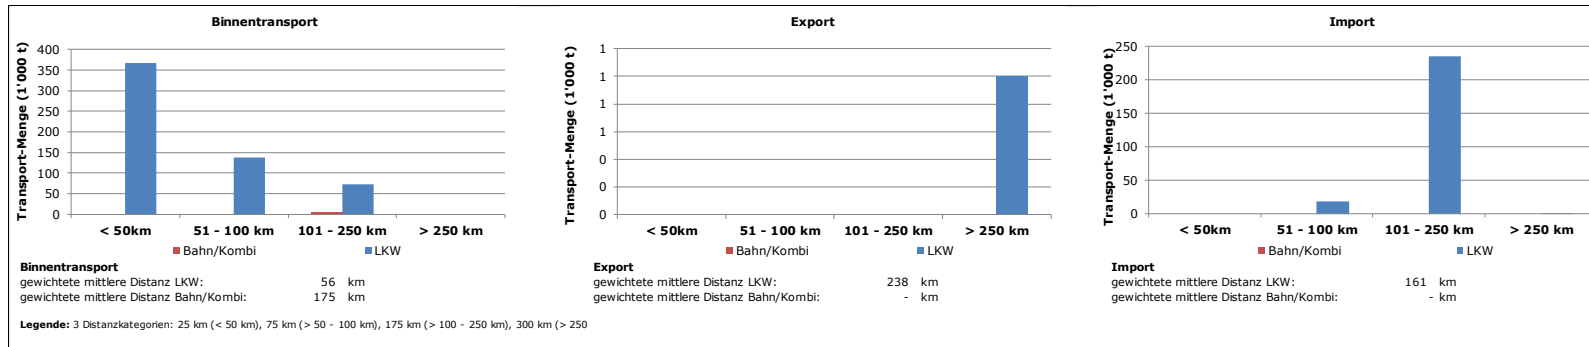 Binnentransport
Transport-Menge (1'000 t)
400
350
300
250
200
150
100
50
0
< 50km
51 - 100 km
101 - 250 km
> 250 km
Bahn/Kombi
LKW
Binnentransport
gewichtete mittlere Distanz LKW: 56 km
gewichtete mittlere Distanz Bahn/Kombi: 175 km
Legende: 3 Distanzkategorien: 25 km (< 50 km), 75 km (> 50 - 100 km), 175 km (> 100 - 250 km), 300 km (> 250
Export
Transport-Menge (1'000 t)
1
1
1
1
0
0
0
< 50km
51 - 100 km
101 - 250 km
> 250 km
Bahn/Kombi
LKW
Export
gewichtete mittlere Distanz LKW: 238 km
gewichtete mittlere Distanz Bahn/Kombi: - km
Import
Transport-Menge (1'000 t)
250
200
150
100
50
0
< 50km
51 - 100 km
101 - 250 km
> 250 km
Bahn/Kombi
LKW
Import
gewichtete mittlere Distanz LKW: 161 km
gewichtete mittlere Distanz Bahn/Kombi: - km